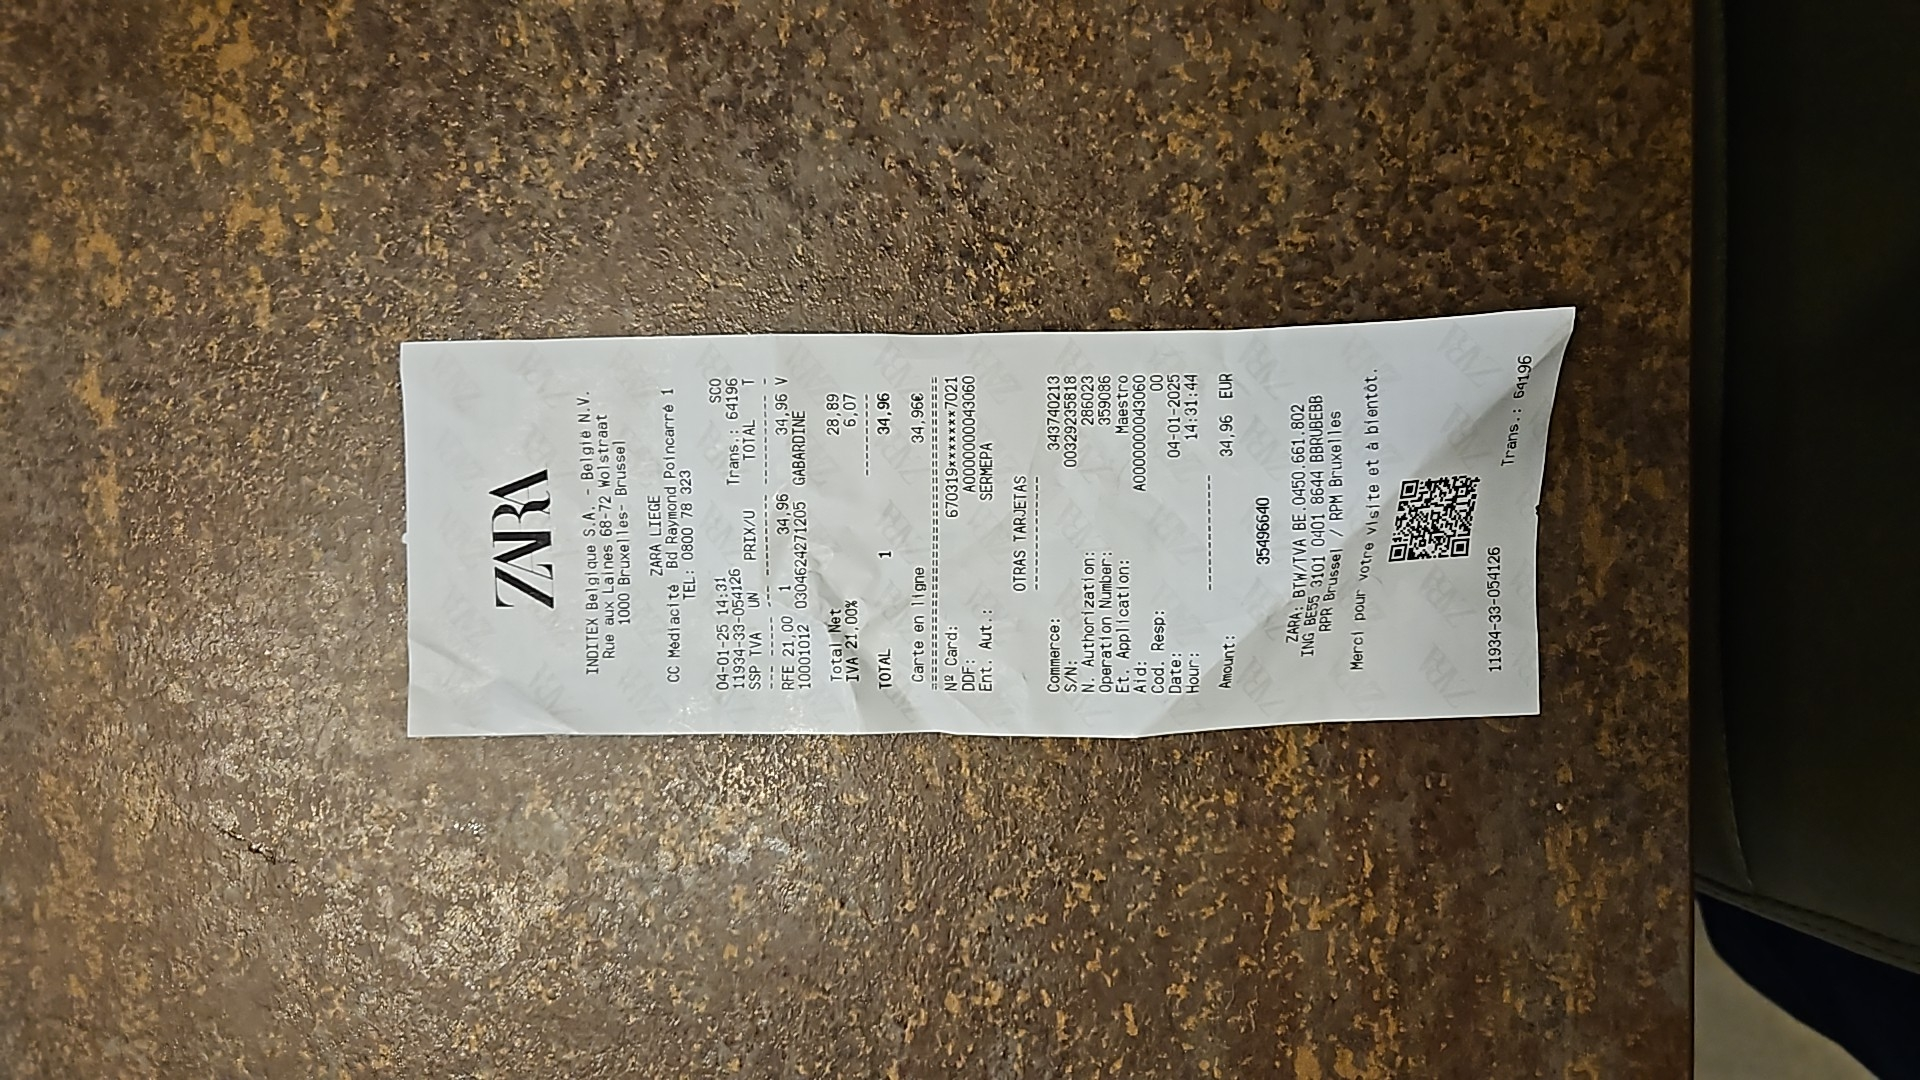 ZARA
INDITEX Belgique S.A. - België N.V.
Rue aux Laines 68-72 Wolstraat
1000 Bruxelles- Brussel
ZARA LIEGE
CC Mediacité Bd Raymond Poincarré 1
TEL: 0800 78 323
SCO
04-01-25 14:31 Trans.: 64196
11934-33-054126
SSP TVA UN PRIX/U TOTAL T
RFE 21,00 1 34,96 34,96 V
10001012 03046242712​05 GABARDINE
Total Net 28,89
IVA 21,00% 6,07
TOTAL 1 34,96
Carte en ligne 34,96€
Nº Card: 670319*******7021
DDF: A0000000043060
Ent. Aut.: SERMEPA
OTRAS TARJETAS
Commerce: 343740213
S/N: 00329235818
N. Authorization: 286023
Operation Number: 359086
Et. Application: Maestro
Aid: A0000000043060
Cod. Resp: 00
Date: 04-01-2025
Hour: 14:31:44
Amount: 34,96 EUR
35496640
ZARA: BTW/TVA BE.0450.661.802
ING BE55 3101 0401 8644 BBRUBEBB
RPR Brussel / RPM Bruxelles
Merci pour votre visite et à bientôt.
11934-33-054126 Trans.: 64196